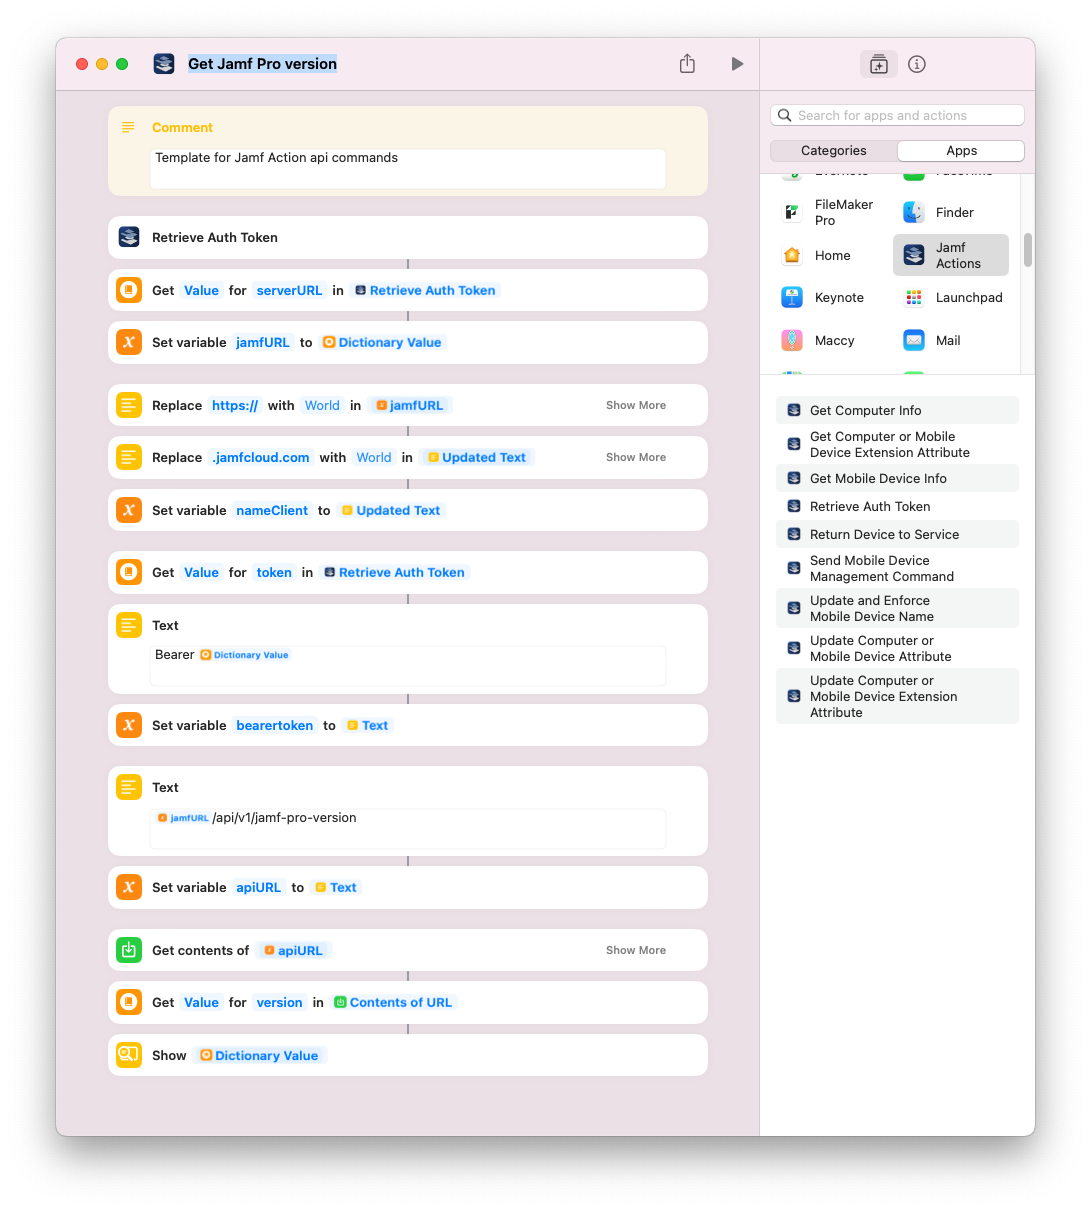 Get Jamf Pro version
Comment
Template for Jamf Action api commands
Retrieve Auth Token
Get Value for serverURL in Retrieve Auth Token
Set variable jamfURL to Dictionary Value
Replace https:// with World in jamfURL Show More
Replace .jamfcloud.com with World in Updated Text Show More
Set variable nameClient to Updated Text
Get Value for token in Retrieve Auth Token
Text
Bearer Dictionary Value
Set variable bearertoken to Text
Text
jamfURL /api/v1/jamf-pro-version
Set variable apiURL to Text
Get contents of apiURL Show More
Get Value for version in Contents of URL
Show Dictionary Value
Search for apps and actions
Categories Apps
FileMaker
Pro
Finder
Home
Jamf
Actions
Keynote
Launchpad
Maccy
Mail
Get Computer Info
Get Computer or Mobile
Device Extension Attribute
Get Mobile Device Info
Retrieve Auth Token
Return Device to Service
Send Mobile Device
Management Command
Update and Enforce
Mobile Device Name
Update Computer or
Mobile Device Attribute
Update Computer or
Mobile Device Extension
Attribute